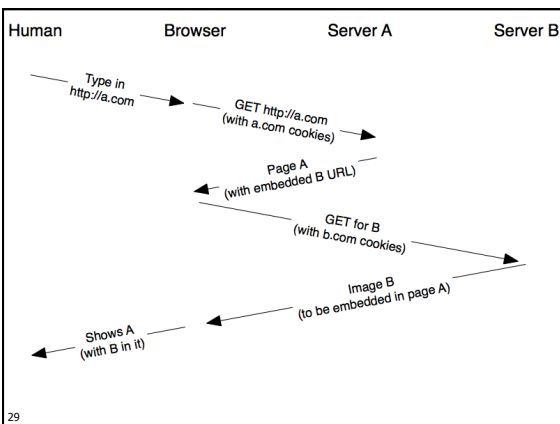 Human Browser Server A Server B
Type in
http://a.com
GET http://a.com
(with a.com cookies)
Page A
(with embedded B URL)
GET for B
(with b.com cookies)
Image B
(to be embedded in page A)
Shows A
(with B in it)
29